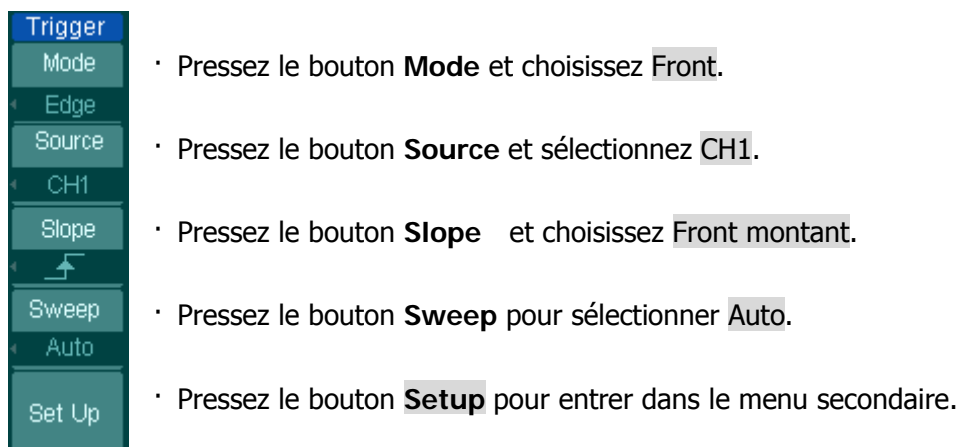 Trigger
Mode
· Pressez le bouton Mode et choisissez Front.
Edge
Source
· Pressez le bouton Source et sélectionnez CH1.
CH1
Slope
· Pressez le bouton Slope et choisissez Front montant.
Sweep
· Pressez le bouton Sweep pour sélectionner Auto.
Auto
Set Up
· Pressez le bouton Setup pour entrer dans le menu secondaire.